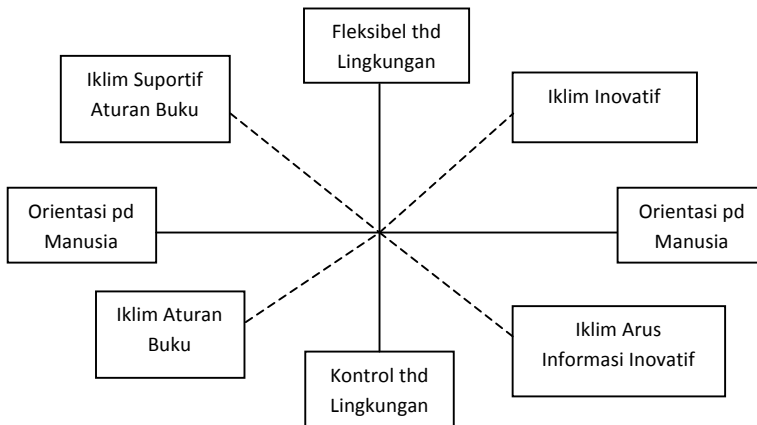 Fleksibel thd
Lingkungan
Iklim Suportif
Aturan Buku
Iklim Inovatif
Orientasi pd
Manusia
Orientasi pd
Manusia
Iklim Aturan
Buku
Iklim Arus
Informasi Inovatif
Kontrol thd
Lingkungan